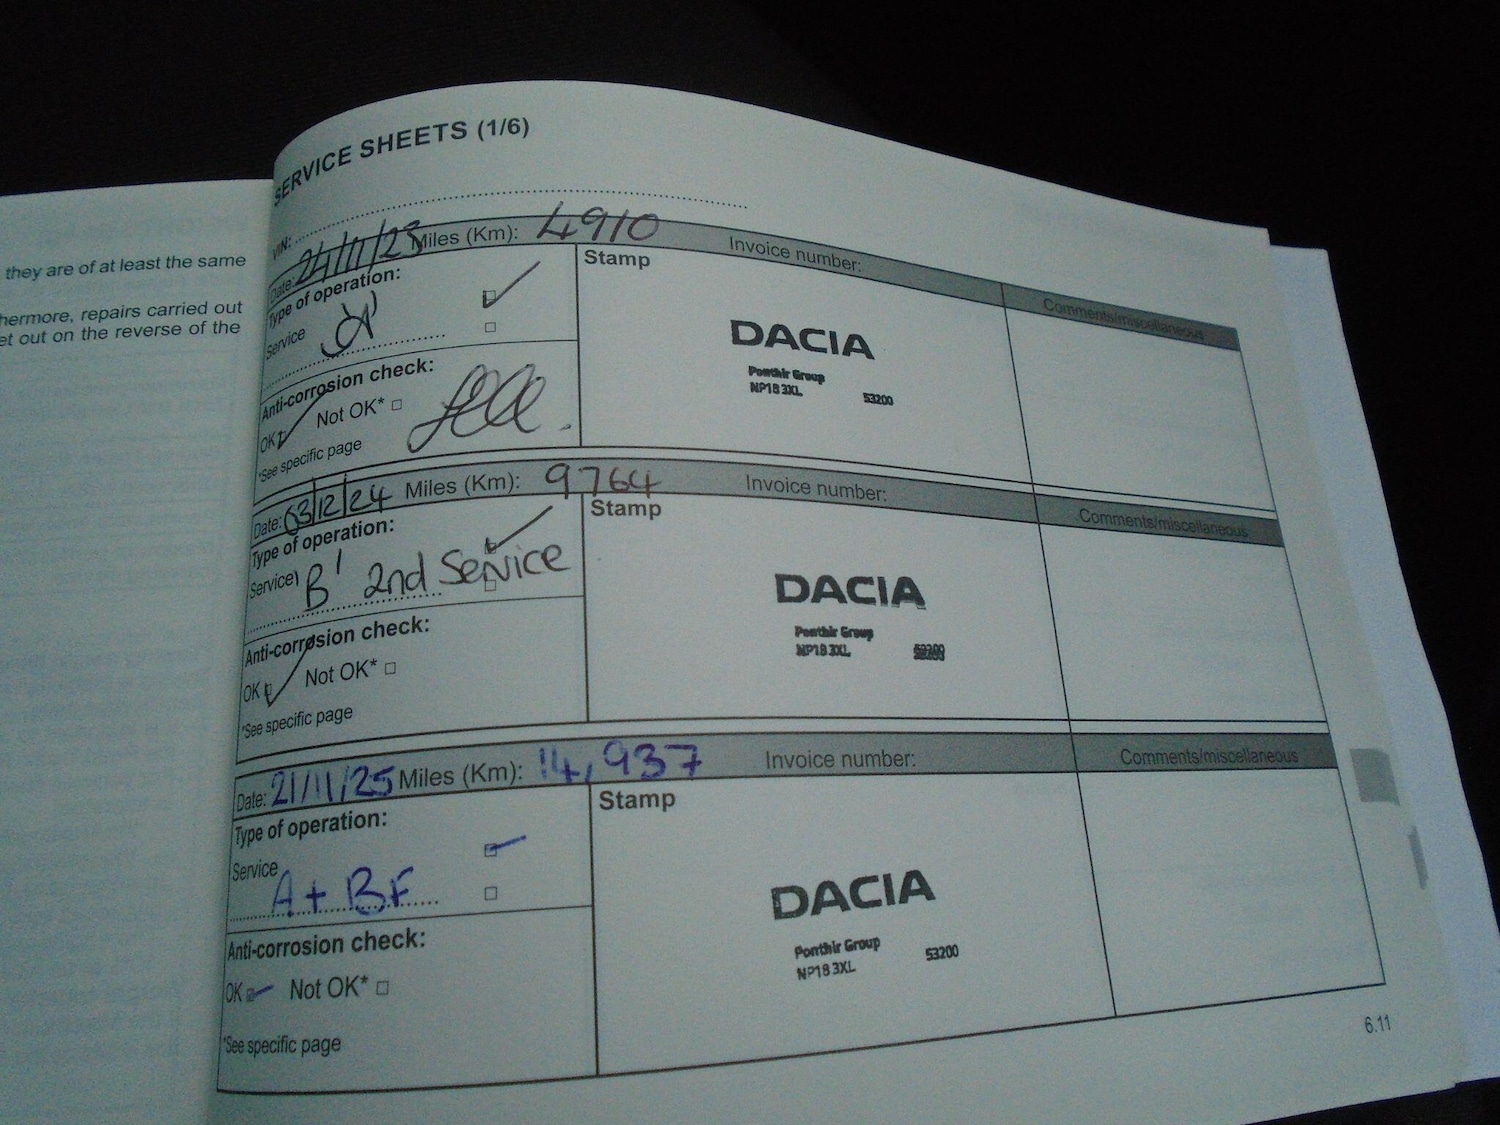 they are of at least the same
hermore, repairs carried out
et out on the reverse of the
SERVICE SHEETS (1/6)
VIN:
Date: 24/11/23 Miles (Km): 4910 Invoice number:
Type of operation:
Service
Anti-corrosion check:
OK Not OK*
*See specific page
Stamp
DACIA
Ponthir Group
NP18 3XL 53200
Comments/miscellaneous
Date: 03/12/24 Miles (Km): 9764 Invoice number:
Type of operation:
Service 'B' 2nd Service
Anti-corrosion check:
OK Not OK*
*See specific page
Stamp
DACIA
Ponthir Group
NP18 3XL 53200
Comments/miscellaneous
Date: 21/11/25 Miles (Km): 14,937 Invoice number:
Type of operation:
Service
A + BF
Anti-corrosion check:
OK Not OK*
*See specific page
Stamp
DACIA
Ponthir Group
NP18 3XL 53200
Comments/miscellaneous
6.11